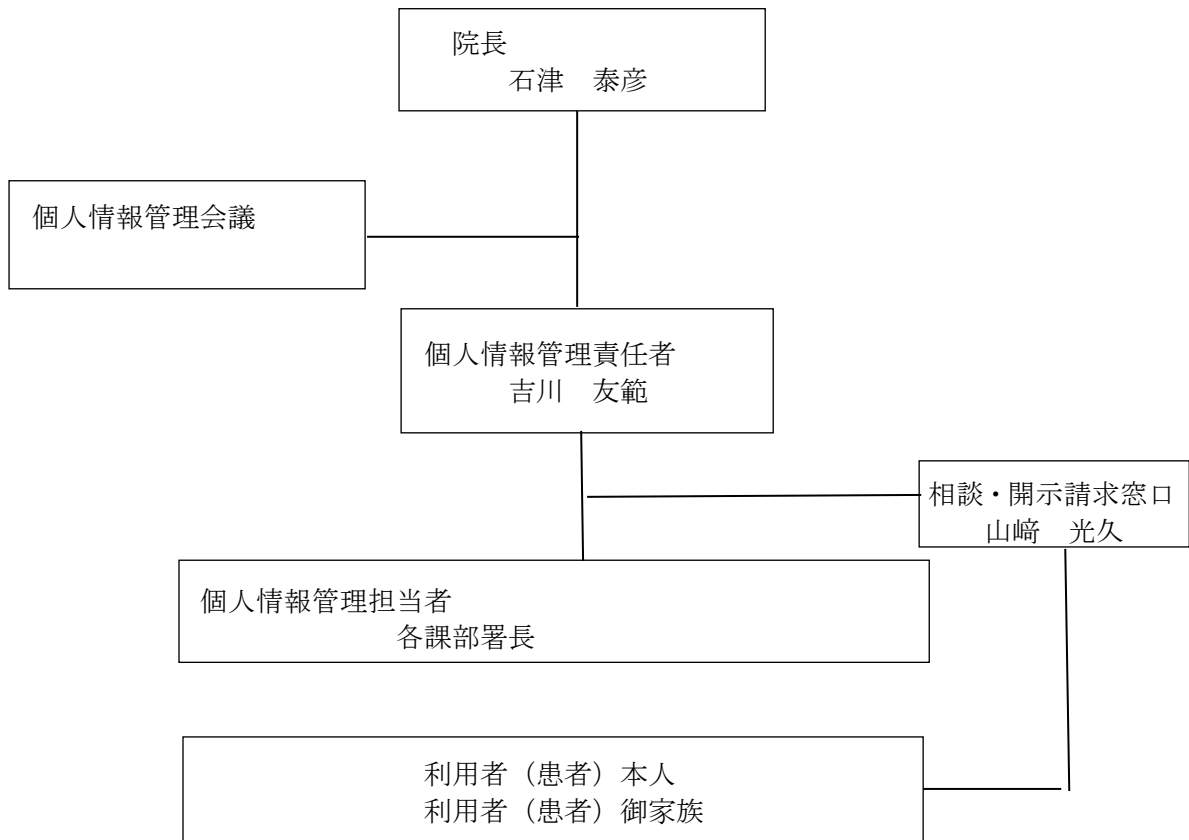 院長
石津　泰彦
個人情報管理会議
個人情報管理責任者
吉川　友範
相談・開示請求窓口
山﨑　光久
個人情報管理担当者
各課部署長
利用者（患者）本人
利用者（患者）御家族